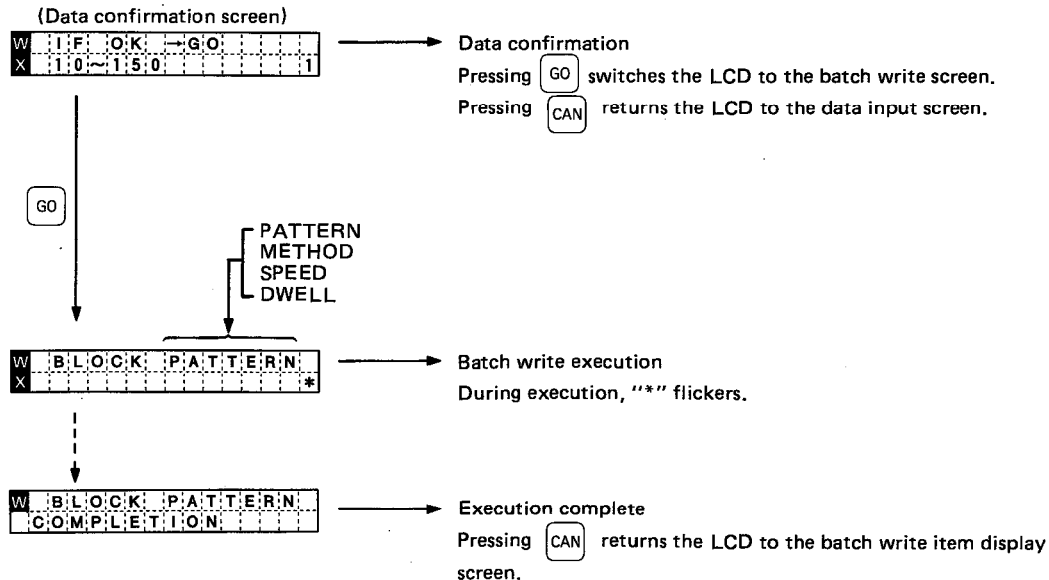 (Data confirmation screen)
W IF OK →GO
X 10~150 1
Data confirmation
Pressing GO switches the LCD to the batch write screen.
Pressing CAN returns the LCD to the data input screen.
GO
PATTERN
METHOD
SPEED
DWELL
W BLOCK PATTERN
X *
Batch write execution
During execution, "*" flickers.
W BLOCK PATTERN
COMPLETION
Execution complete
Pressing CAN returns the LCD to the batch write item display
screen.